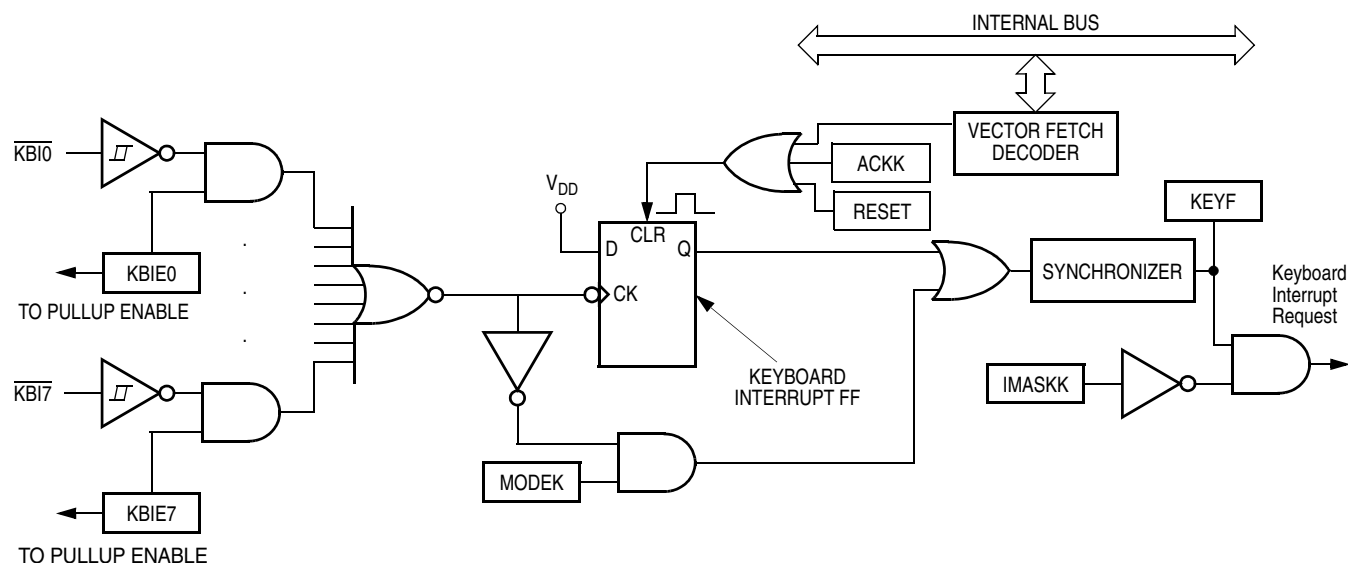 INTERNAL BUS
VECTOR FETCH
DECODER
ACKK
RESET
KBI0
KBIE0
TO PULLUP ENABLE
KBI7
KBIE7
TO PULLUP ENABLE
VDD
D
CLR
Q
CK
KEYBOARD
INTERRUPT FF
MODEK
SYNCHRONIZER
KEYF
IMASKK
Keyboard
Interrupt
Request